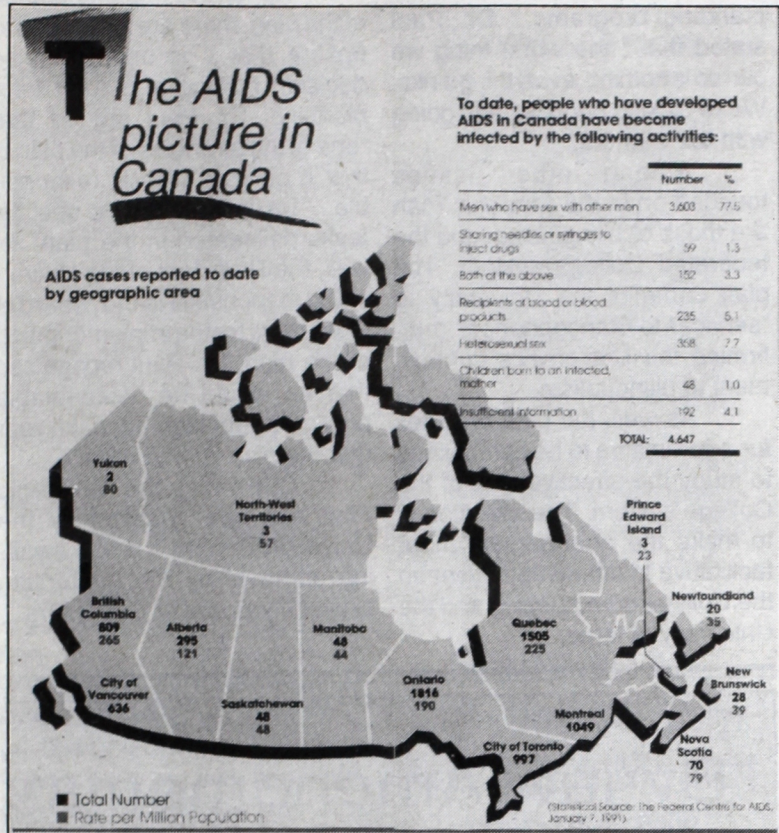 The AIDS
picture in
Canada
AIDS cases reported to date
by geographic area
To date, people who have developed
AIDS in Canada have become
infected by the following activities:
Number %
Men who have sex with other men 3,603 77.5
Sharing needles or syringes to
inject drugs 59 1.3
Both of the above 152 3.3
Recipients of blood or blood
products 235 5.1
Heterosexual sex 358 7.7
Children born to an infected,
mother 48 1.0
Insufficient information 192 4.1
TOTAL: 4.647
Yukon
2
80
North-West
Territories
3
57
British
Columbia
809
265
City of
Vancouver
636
Alberta
295
121
Saskatchewan
48
48
Manitoba
48
44
Ontario
1816
190
City of Toronto
997
Quebec
1505
225
Montreal
1049
Prince
Edward
Island
3
23
Newfoundland
20
35
New
Brunswick
28
39
Nova
Scotia
70
79
Total Number
Rate per Million Population
(Statistical Source: The Federal Centre for AIDS,
January 7, 1991).